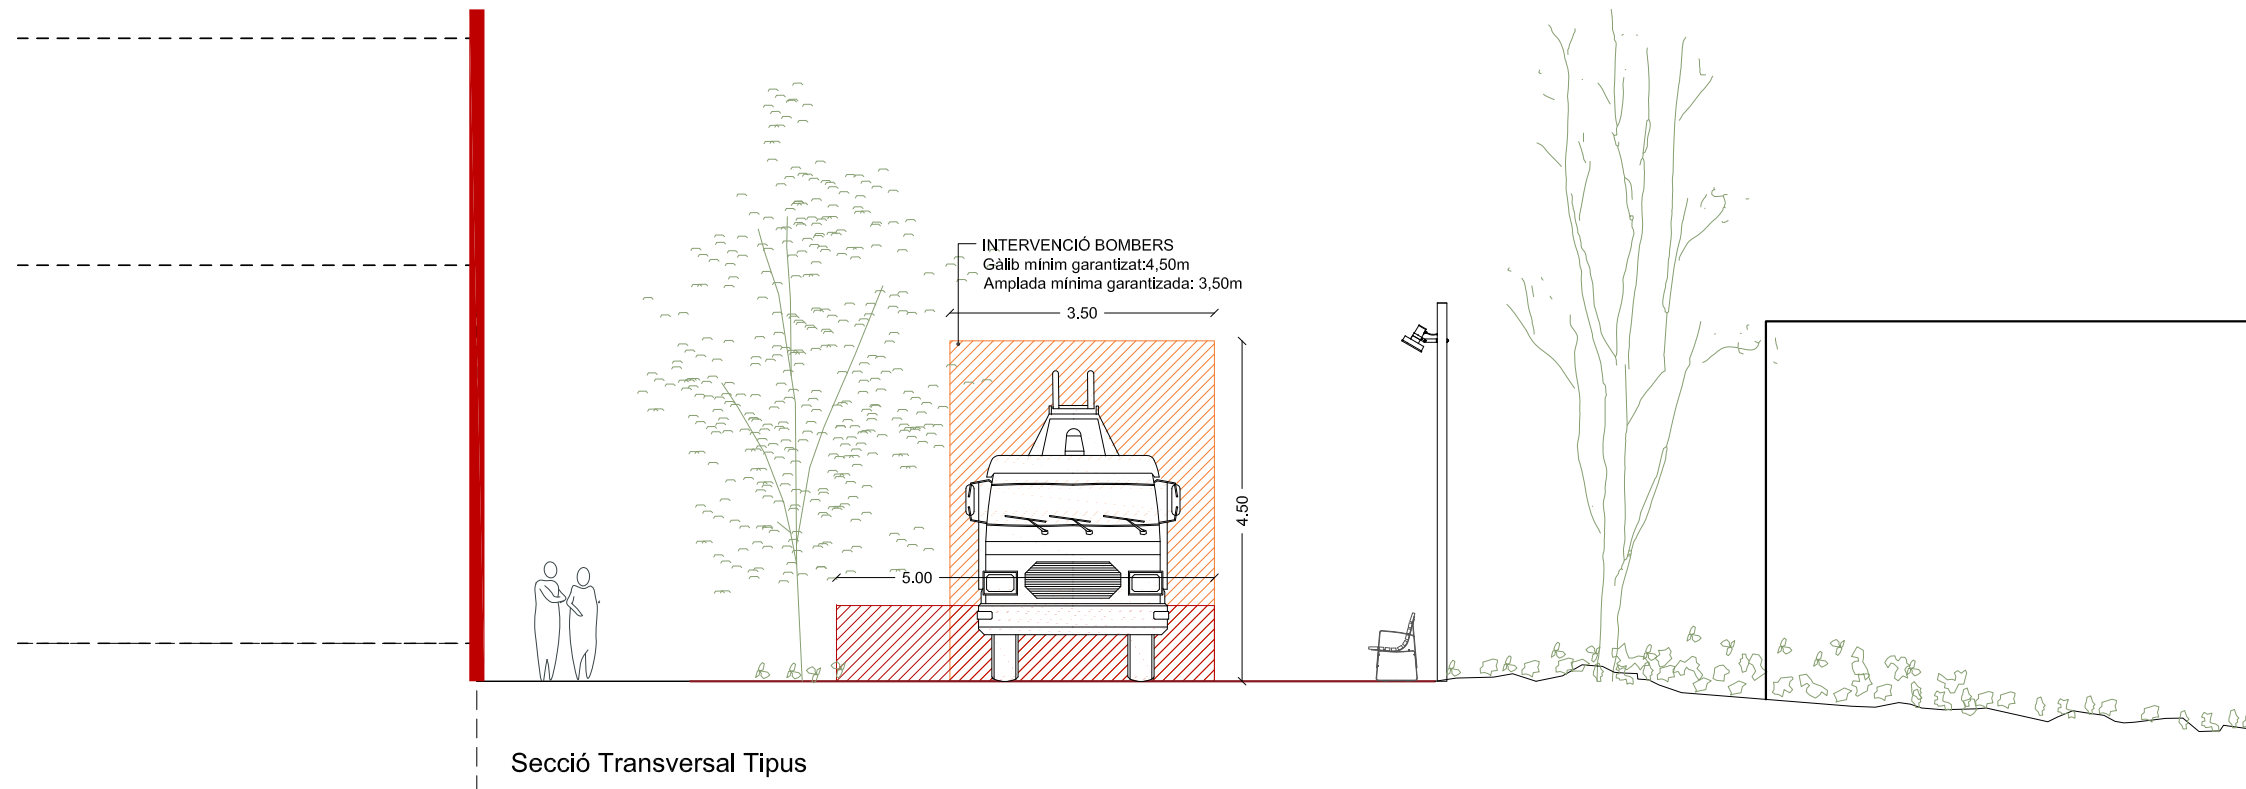 INTERVENCIÓ BOMBERS
Gàlib mínim garantizat:4,50m
Amplada mínima garantizada: 3,50m
3.50
4.50
5.00
Secció Transversal Tipus